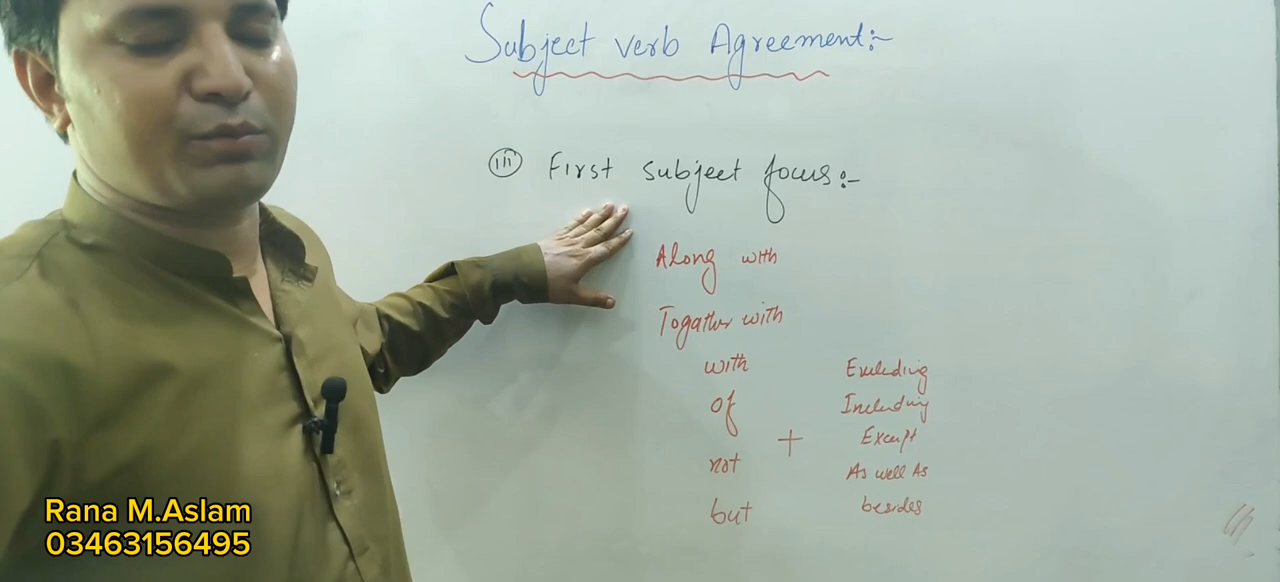 Subject verb Agreement:-
(iii) First subject focus:-
Along with
Togather with
with
of
not
but
+
Excluding
Including
Except
As well As
besides
Rana M.Aslam
03463156495